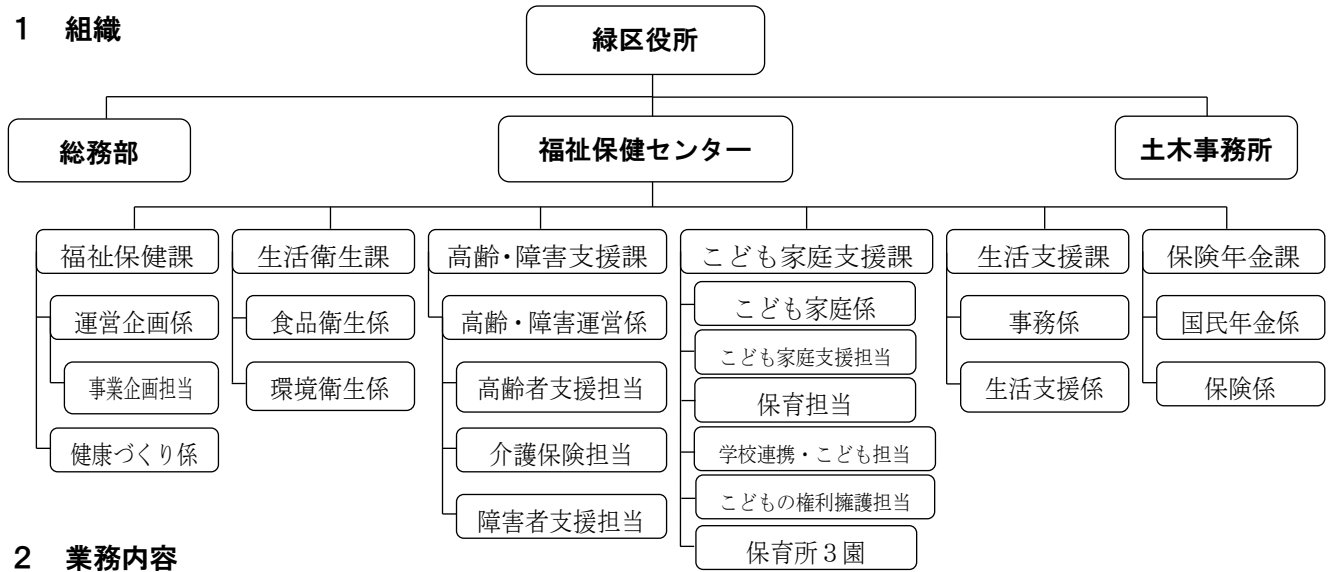 １　組織
緑区役所
総務部
福祉保健センター
土木事務所
福祉保健課
生活衛生課
高齢・障害支援課
こども家庭支援課
生活支援課
保険年金課
運営企画係
事業企画担当
健康づくり係
食品衛生係
環境衛生係
高齢・障害運営係
高齢者支援担当
介護保険担当
障害者支援担当
こども家庭係
こども家庭支援担当
保育担当
学校連携・こども担当
こどもの権利擁護担当
保育所３園
事務係
生活支援係
国民年金係
保険係
２　業務内容